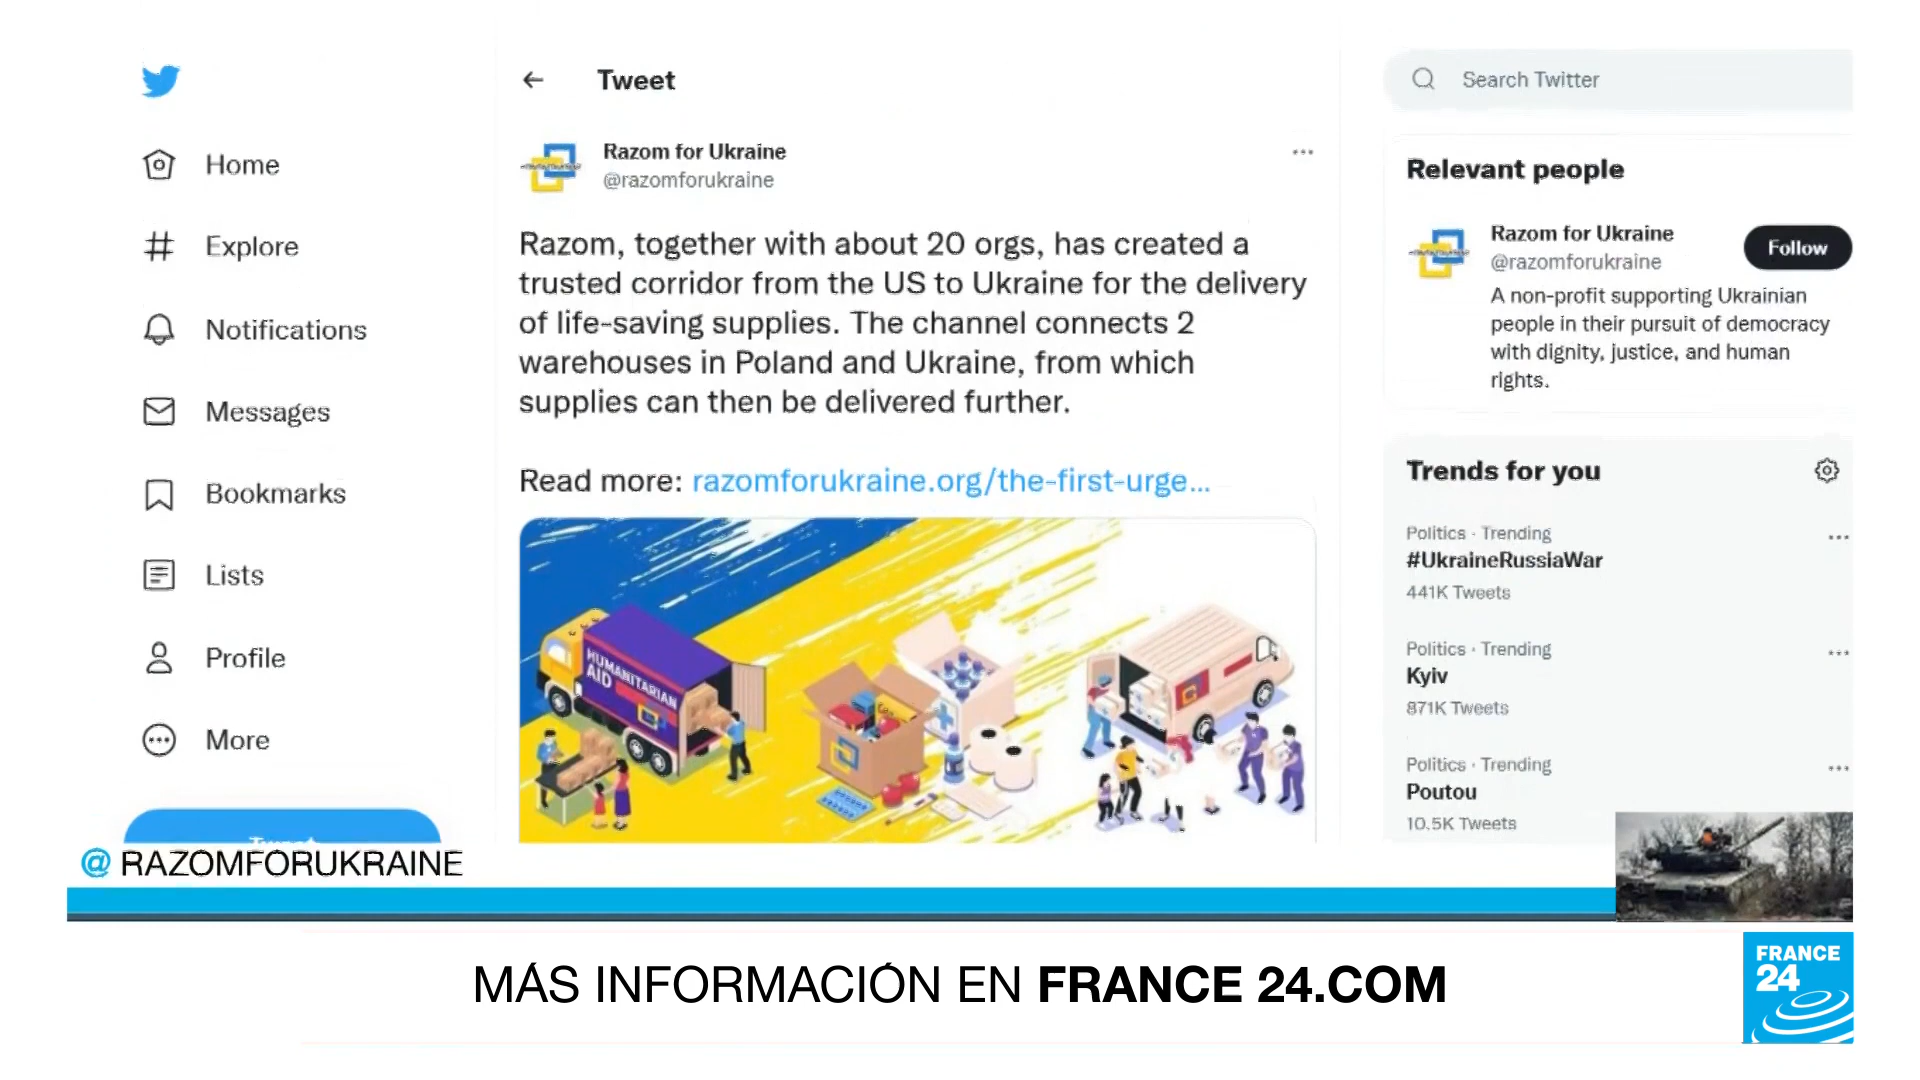 Home
Explore
Notifications
Messages
Bookmarks
Lists
Profile
More
Tweet
Razom for Ukraine
@razomforukraine
Razom, together with about 20 orgs, has created a
trusted corridor from the US to Ukraine for the delivery
of life-saving supplies. The channel connects 2
warehouses in Poland and Ukraine, from which
supplies can then be delivered further.
Read more: razomforukraine.org/the-first-urge...
HUMANITARIAN
AID
Search Twitter
Relevant people
Razom for Ukraine
@razomforukraine
Follow
A non-profit supporting Ukrainian
people in their pursuit of democracy
with dignity, justice, and human
rights.
Trends for you
Politics · Trending
#UkraineRussiaWar
441K Tweets
Politics · Trending
Kyiv
871K Tweets
Politics · Trending
Poutou
10.5K Tweets
@ RAZOMFORUKRAINE
MÁS INFORMACIÓN EN FRANCE 24.COM
FRANCE
24